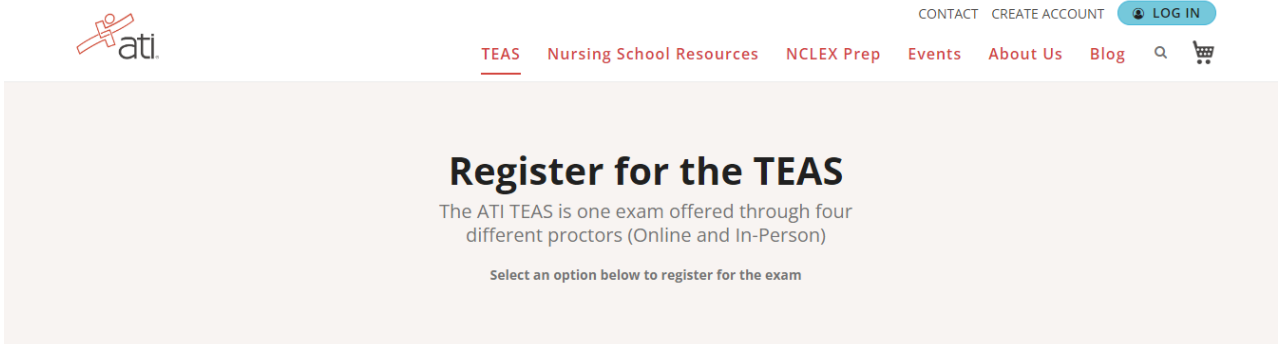 CONTACT CREATE ACCOUNT LOG IN
ati.
TEAS Nursing School Resources NCLEX Prep Events About Us Blog
Register for the TEAS
The ATI TEAS is one exam offered through four
different proctors (Online and In-Person)
Select an option below to register for the exam